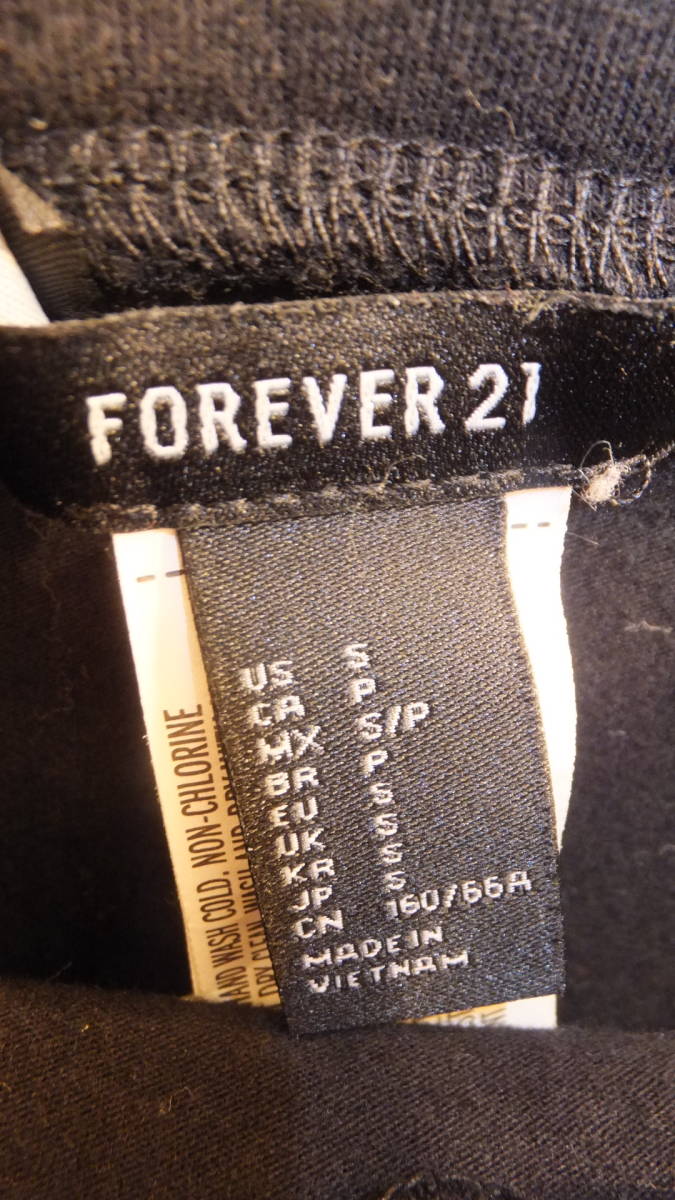 FOREVER 21
US S
CA P
MX S/P
BR P
EU S
UK S
KR S
JP S
CN 160/66A
MADE IN
VIETNAM
HAND WASH COLD, NON-CHLORINE